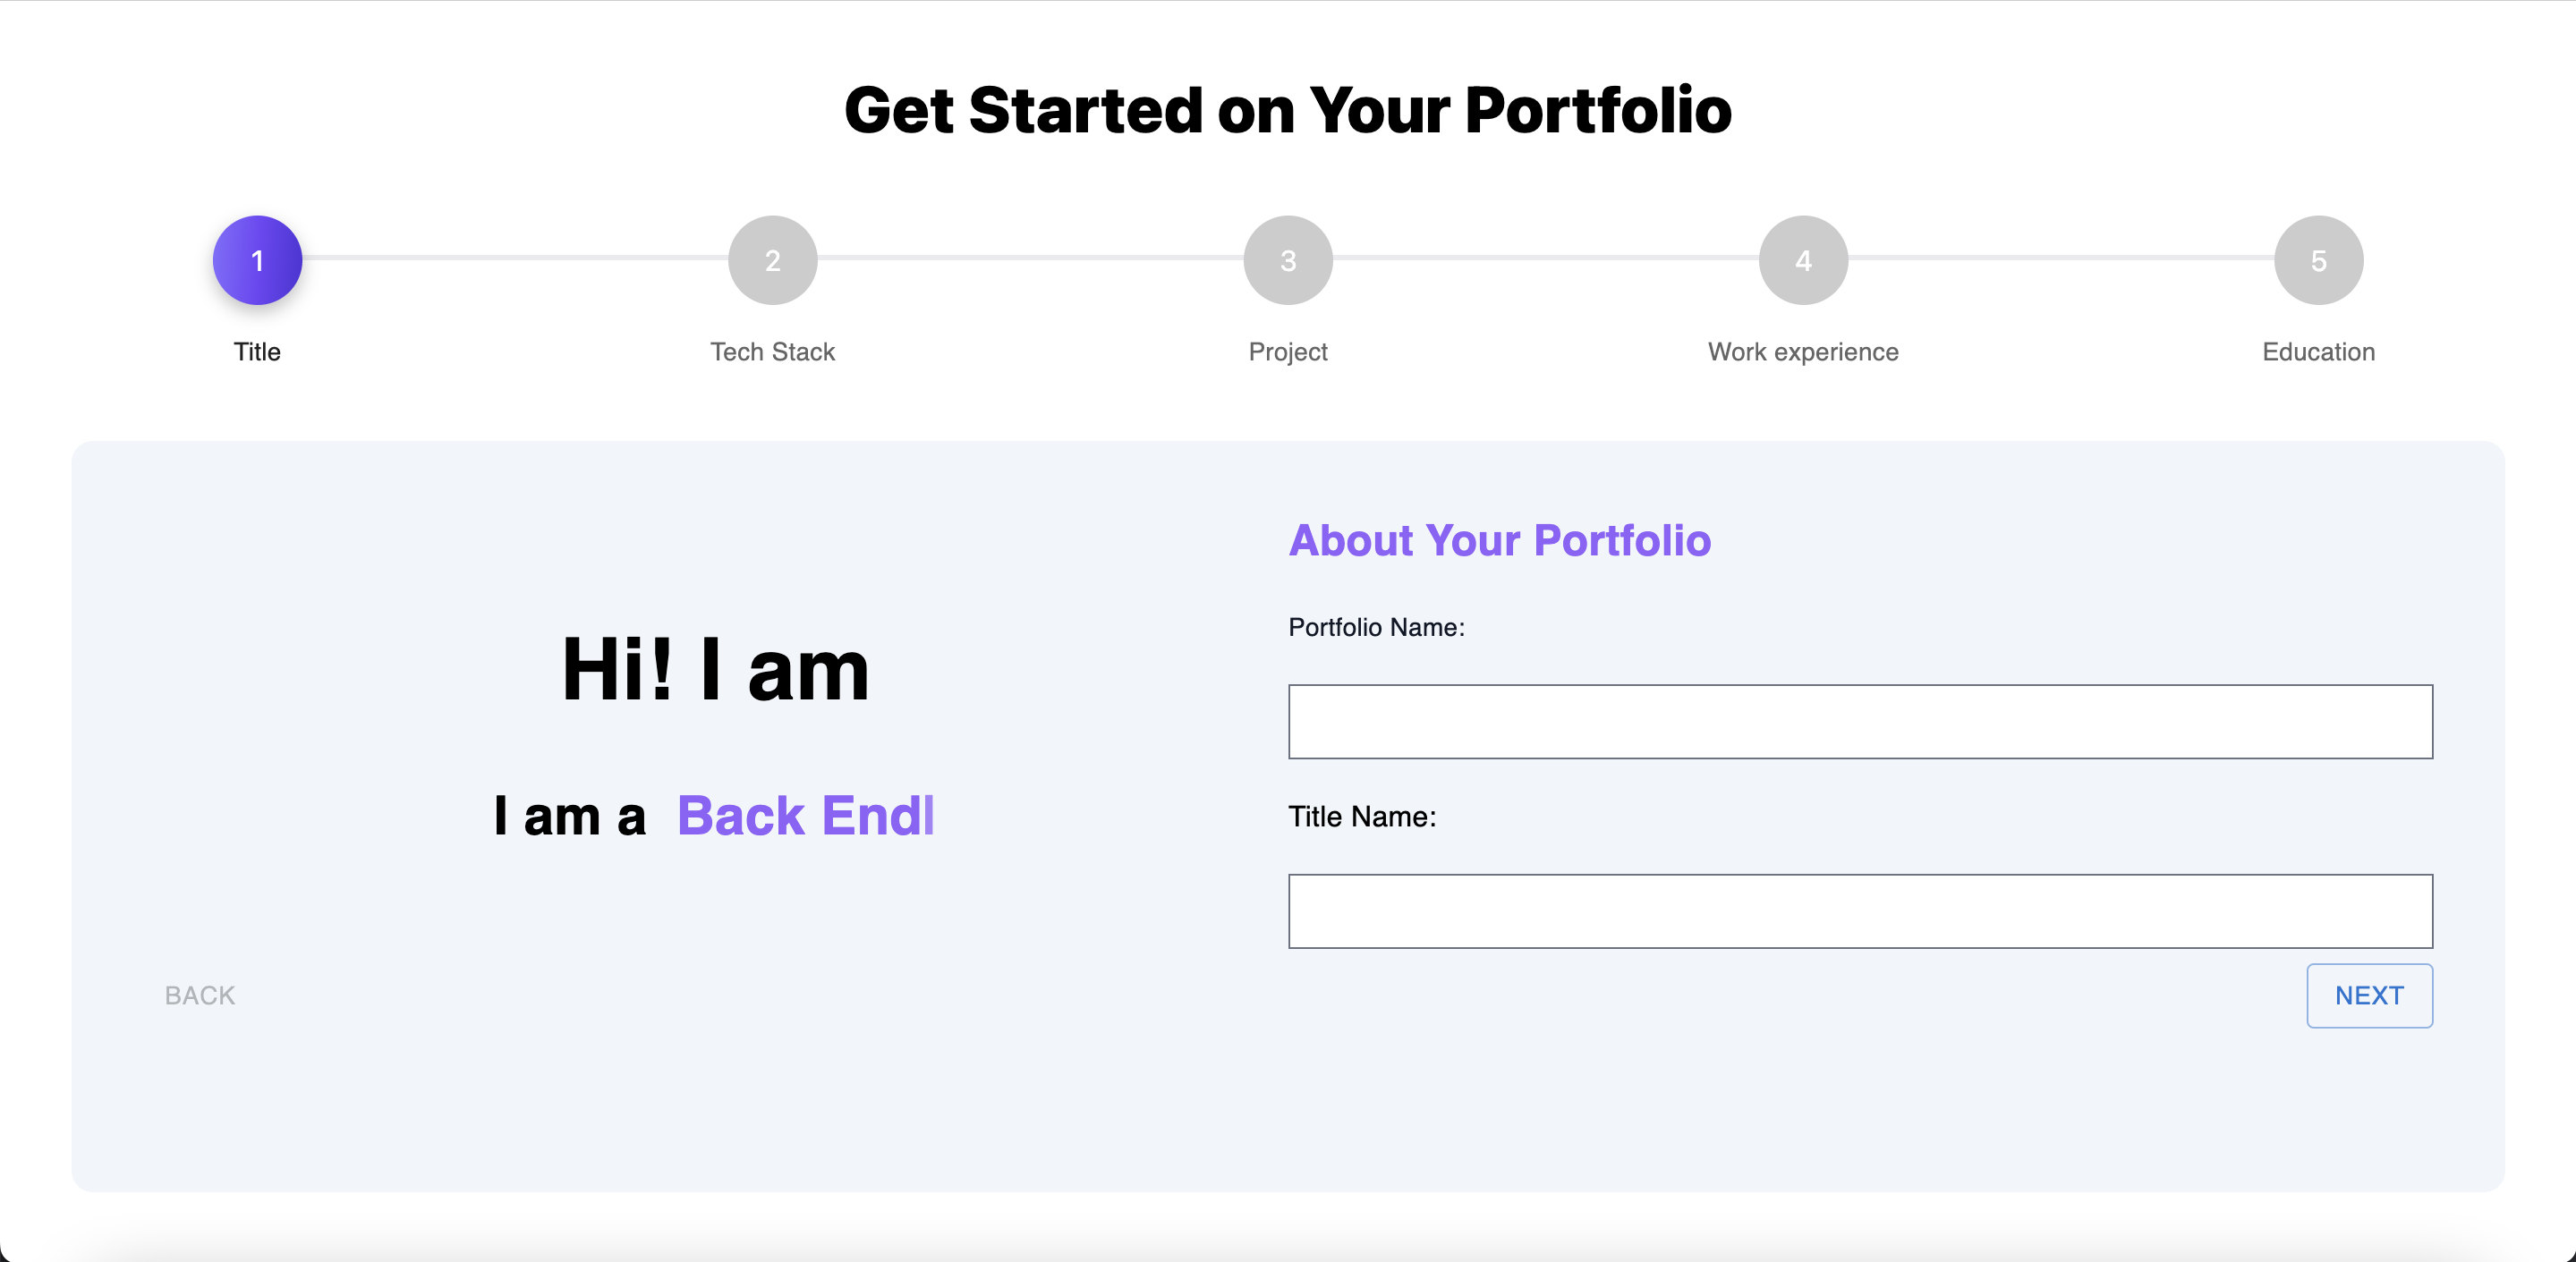 Get Started on Your Portfolio
1 2 3 4 5
Title Tech Stack Project Work experience Education
About Your Portfolio
Portfolio Name:
Hi! I am
I am a Back End|
Title Name:
BACK
NEXT